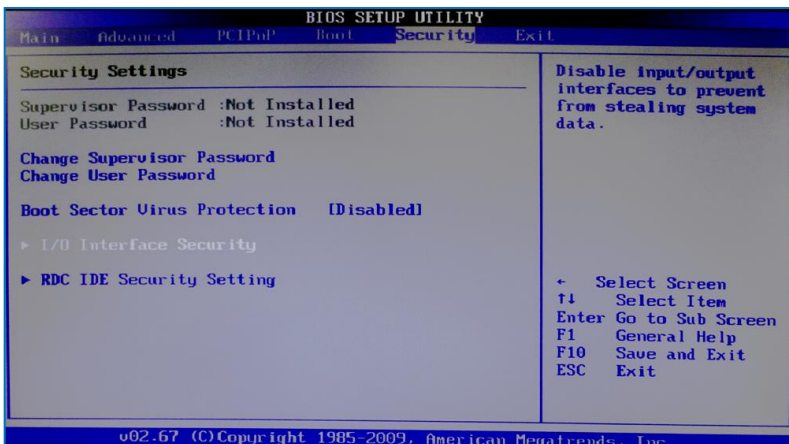 BIOS SETUP UTILITY
Main Advanced PCIPnP Boot Security Exit
Security Settings
Supervisor Password :Not Installed
User Password :Not Installed
Change Supervisor Password
Change User Password
Boot Sector Virus Protection [Disabled]
► I/O Interface Security
► RDC IDE Security Setting
Disable input/output
interfaces to prevent
from stealing system
data.
← Select Screen
↑↓ Select Item
Enter Go to Sub Screen
F1 General Help
F10 Save and Exit
ESC Exit
v02.67 (C)Copyright 1985-2009, American Megatrends, Inc